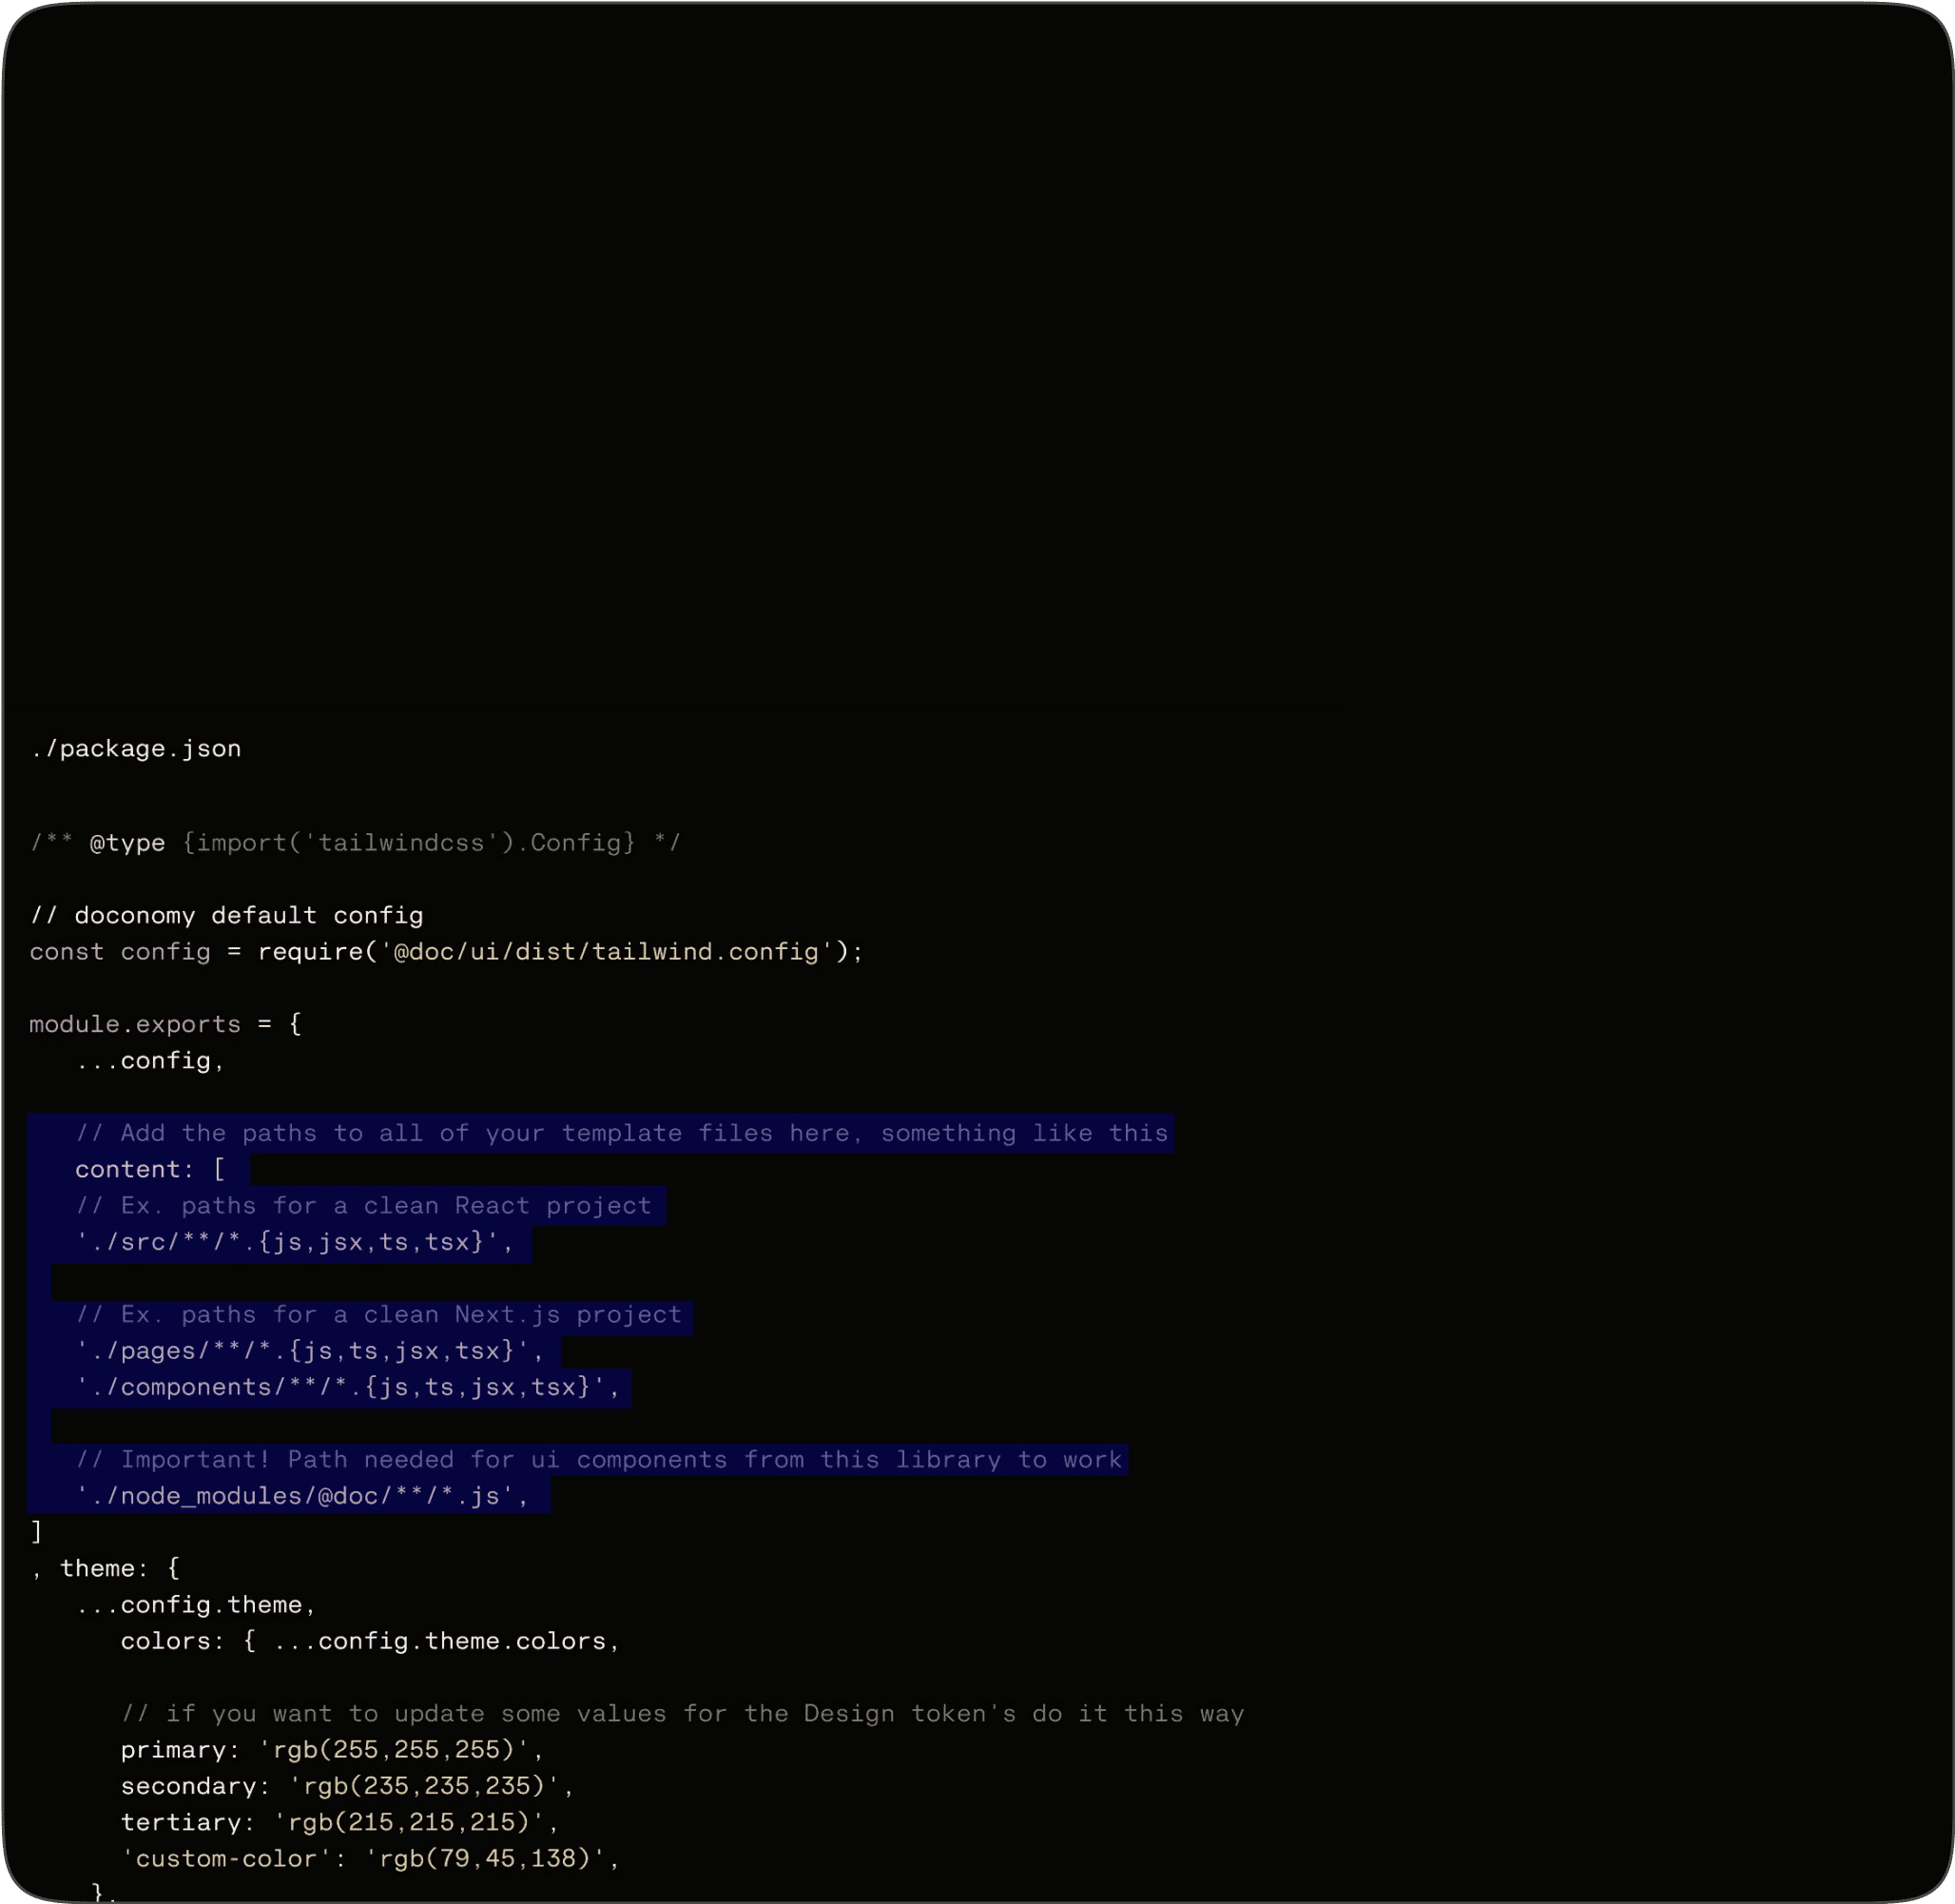 ./package.json
/** @type {import('tailwindcss').Config} */
// doconomy default config
const config = require('@doc/ui/dist/tailwind.config');
module.exports = {
...config,
// Add the paths to all of your template files here, something like this
content: [
// Ex. paths for a clean React project
'./src/**/*.{js,jsx,ts,tsx}',
// Ex. paths for a clean Next.js project
'./pages/**/*.{js,ts,jsx,tsx}',
'./components/**/*.{js,ts,jsx,tsx}',
// Important! Path needed for ui components from this library to work
'./node_modules/@doc/**/*.js',
]
, theme: {
...config.theme,
colors: { ...config.theme.colors,
// if you want to update some values for the Design token's do it this way
primary: 'rgb(255,255,255)',
secondary: 'rgb(235,235,235)',
tertiary: 'rgb(215,215,215)',
'custom-color': 'rgb(79,45,138)',
},